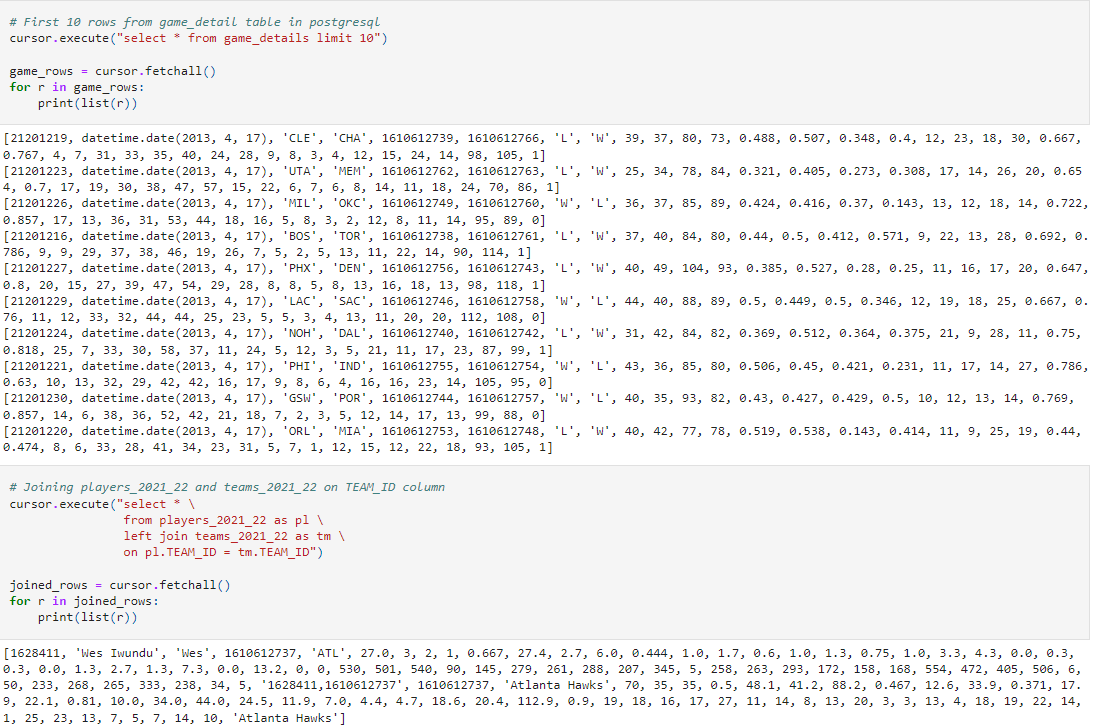 # First 10 rows from game_detail table in postgresql
cursor.execute("select * from game_details limit 10")
game_rows = cursor.fetchall()
for r in game_rows:
    print(list(r))
[21201219, datetime.date(2013, 4, 17), 'CLE', 'CHA', 1610612739, 1610612766, 'L', 'W', 39, 37, 80, 73, 0.488, 0.507, 0.348, 0.4, 12, 23, 18, 30, 0.667,
0.767, 4, 7, 31, 33, 35, 40, 24, 28, 9, 8, 3, 4, 12, 15, 24, 14, 98, 105, 1]
[21201223, datetime.date(2013, 4, 17), 'UTA', 'MEM', 1610612762, 1610612763, 'L', 'W', 25, 34, 78, 84, 0.321, 0.405, 0.273, 0.308, 17, 14, 26, 20, 0.65
4, 0.7, 17, 19, 30, 38, 47, 57, 15, 22, 6, 7, 6, 8, 14, 11, 18, 24, 70, 86, 1]
[21201226, datetime.date(2013, 4, 17), 'MIL', 'OKC', 1610612749, 1610612760, 'W', 'L', 36, 37, 85, 89, 0.424, 0.416, 0.37, 0.143, 13, 12, 18, 14, 0.722,
0.857, 17, 13, 36, 31, 53, 44, 18, 16, 5, 8, 3, 2, 12, 8, 11, 14, 95, 89, 0]
[21201216, datetime.date(2013, 4, 17), 'BOS', 'TOR', 1610612738, 1610612761, 'L', 'W', 37, 40, 84, 80, 0.44, 0.5, 0.412, 0.571, 9, 22, 13, 28, 0.692, 0.
786, 9, 9, 29, 37, 38, 46, 19, 26, 7, 5, 2, 5, 13, 11, 22, 14, 90, 114, 1]
[21201227, datetime.date(2013, 4, 17), 'PHX', 'DEN', 1610612756, 1610612743, 'L', 'W', 40, 49, 104, 93, 0.385, 0.527, 0.28, 0.25, 11, 16, 17, 20, 0.647,
0.8, 20, 15, 27, 39, 47, 54, 29, 28, 8, 8, 5, 8, 13, 16, 18, 13, 98, 118, 1]
[21201229, datetime.date(2013, 4, 17), 'LAC', 'SAC', 1610612746, 1610612758, 'W', 'L', 44, 40, 88, 89, 0.5, 0.449, 0.5, 0.346, 12, 19, 18, 25, 0.667, 0.
76, 11, 12, 33, 32, 44, 44, 25, 23, 5, 5, 3, 4, 13, 11, 20, 20, 112, 108, 0]
[21201224, datetime.date(2013, 4, 17), 'NOH', 'DAL', 1610612740, 1610612742, 'L', 'W', 31, 42, 84, 82, 0.369, 0.512, 0.364, 0.375, 21, 9, 28, 11, 0.75,
0.818, 25, 7, 33, 30, 58, 37, 11, 24, 5, 12, 3, 5, 21, 11, 17, 23, 87, 99, 1]
[21201221, datetime.date(2013, 4, 17), 'PHI', 'IND', 1610612755, 1610612754, 'W', 'L', 43, 36, 85, 80, 0.506, 0.45, 0.421, 0.231, 11, 17, 14, 27, 0.786,
0.63, 10, 13, 32, 29, 42, 42, 16, 17, 9, 8, 6, 4, 16, 16, 23, 14, 105, 95, 0]
[21201230, datetime.date(2013, 4, 17), 'GSW', 'POR', 1610612744, 1610612757, 'W', 'L', 40, 35, 93, 82, 0.43, 0.427, 0.429, 0.5, 10, 12, 13, 14, 0.769,
0.857, 14, 6, 38, 36, 52, 42, 21, 18, 7, 2, 3, 5, 12, 14, 17, 13, 99, 88, 0]
[21201220, datetime.date(2013, 4, 17), 'ORL', 'MIA', 1610612753, 1610612748, 'L', 'W', 40, 42, 77, 78, 0.519, 0.538, 0.143, 0.414, 11, 9, 25, 19, 0.44,
0.474, 8, 6, 33, 28, 41, 34, 23, 31, 5, 7, 1, 12, 15, 12, 22, 18, 93, 105, 1]
# Joining players_2021_22 and teams_2021_22 on TEAM_ID column
cursor.execute("select * \
                from players_2021_22 as pl \
                left join teams_2021_22 as tm \
                on pl.TEAM_ID = tm.TEAM_ID")
joined_rows = cursor.fetchall()
for r in joined_rows:
    print(list(r))
[1628411, 'Wes Iwundu', 'Wes', 1610612737, 'ATL', 27.0, 3, 2, 1, 0.667, 27.4, 2.7, 6.0, 0.444, 1.0, 1.7, 0.6, 1.0, 1.3, 0.75, 1.0, 3.3, 4.3, 0.0, 0.3,
0.3, 0.0, 1.3, 2.7, 1.3, 7.3, 0.0, 13.2, 0, 0, 530, 501, 540, 90, 145, 279, 261, 288, 207, 345, 5, 258, 263, 293, 172, 158, 168, 554, 472, 405, 506, 6,
50, 233, 268, 265, 333, 238, 34, 5, '1628411,1610612737', 1610612737, 'Atlanta Hawks', 70, 35, 35, 0.5, 48.1, 41.2, 88.2, 0.467, 12.6, 33.9, 0.371, 17.
9, 22.1, 0.81, 10.0, 34.0, 44.0, 24.5, 11.9, 7.0, 4.4, 4.7, 18.6, 20.4, 112.9, 0.9, 19, 18, 16, 17, 27, 11, 14, 8, 13, 20, 3, 3, 13, 4, 18, 19, 22, 14,
1, 25, 23, 13, 7, 5, 7, 14, 10, 'Atlanta Hawks']